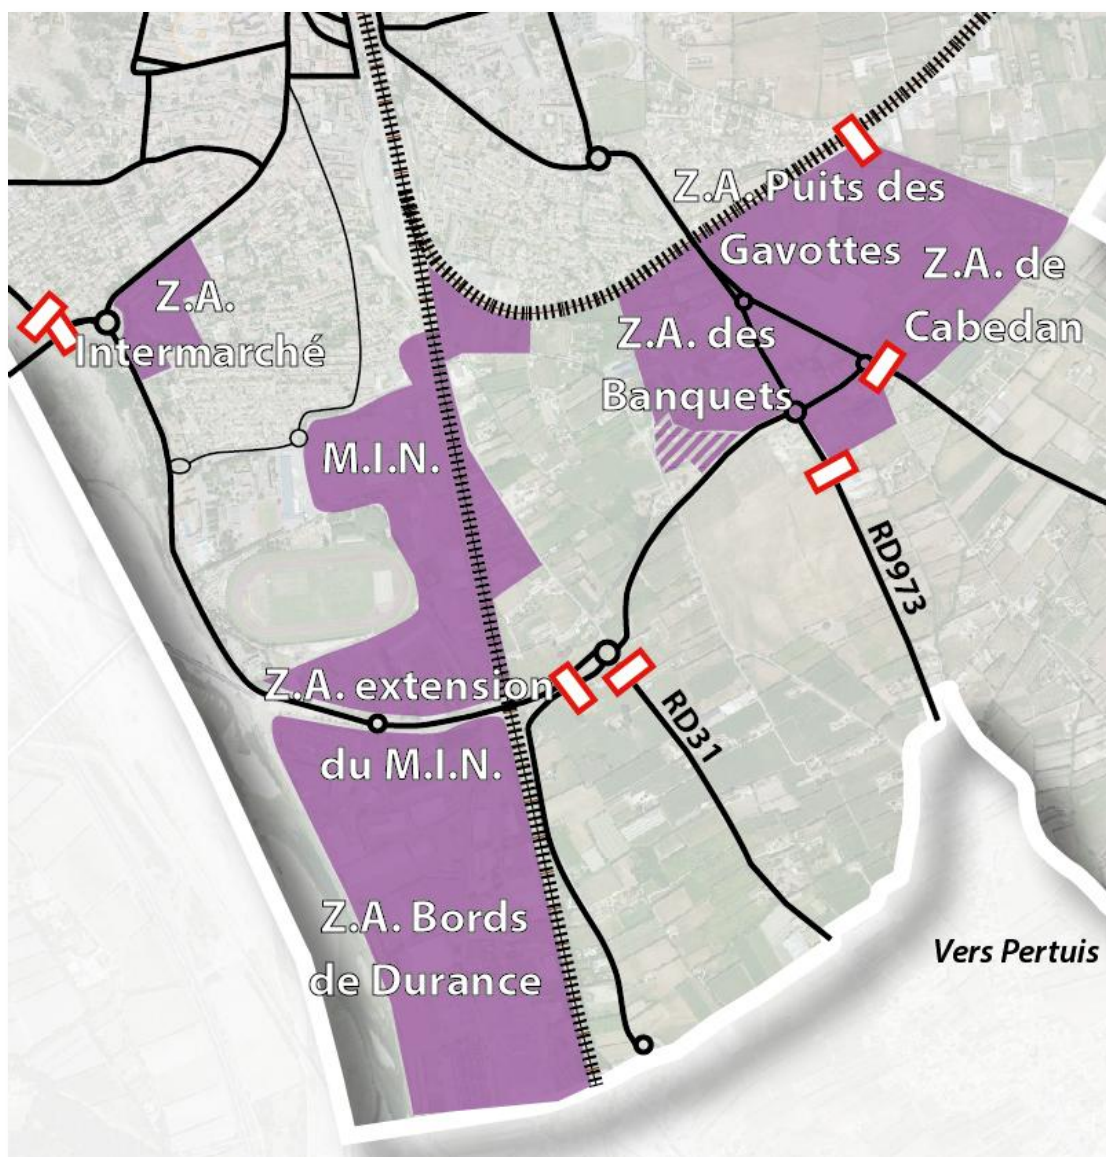 Z.A. Puits des
Gavottes
Z.A. de
Cabedan
Z.A.
Intermarché
Z.A. des
Banquets
M.I.N.
RD973
Z.A. extension
du M.I.N.
RD31
Z.A. Bords
de Durance
Vers Pertuis